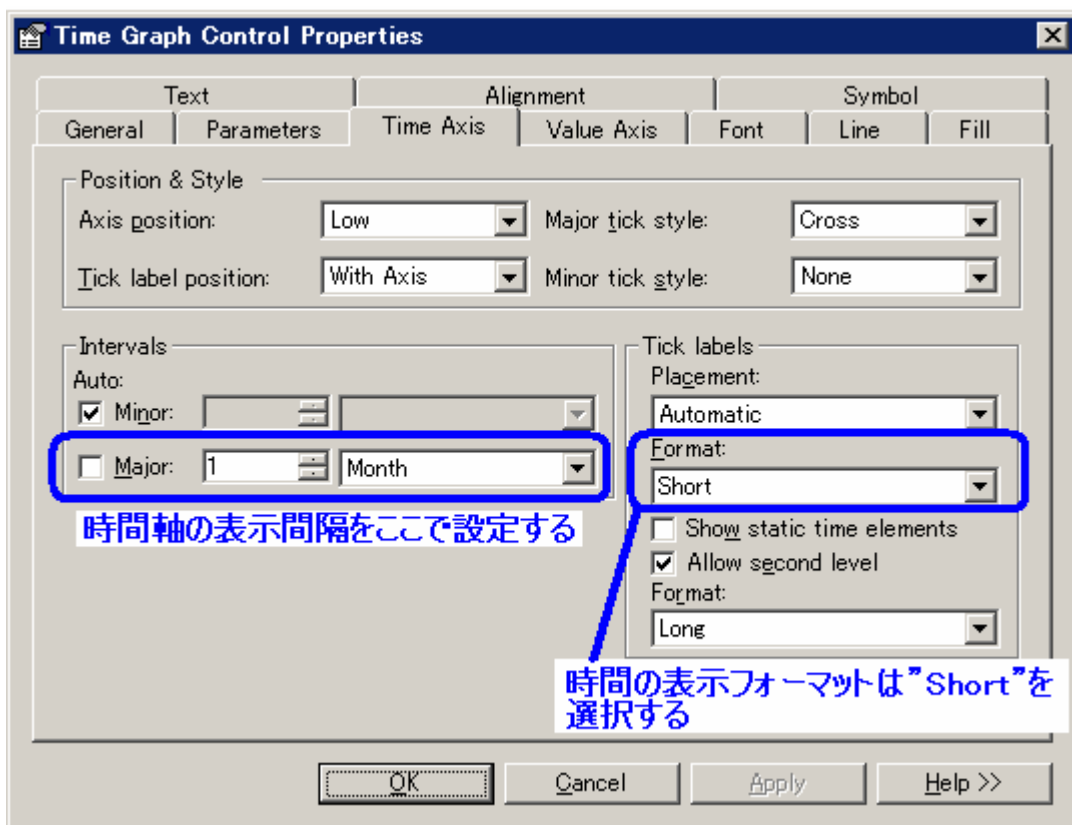 Time Graph Control Properties
Text Alignment Symbol
General Parameters Time Axis Value Axis Font Line Fill
Position & Style
Axis position: Low Major tick style: Cross
Tick label position: With Axis Minor tick style: None
Intervals
Auto:
Minor:
Major: 1 Month
時間軸の表示間隔をここで設定する
Tick labels
Placement:
Automatic
Format:
Short
Show static time elements
Allow second level
Format:
Long
時間の表示フォーマットは"Short"を
選択する
OK Cancel Apply Help >>